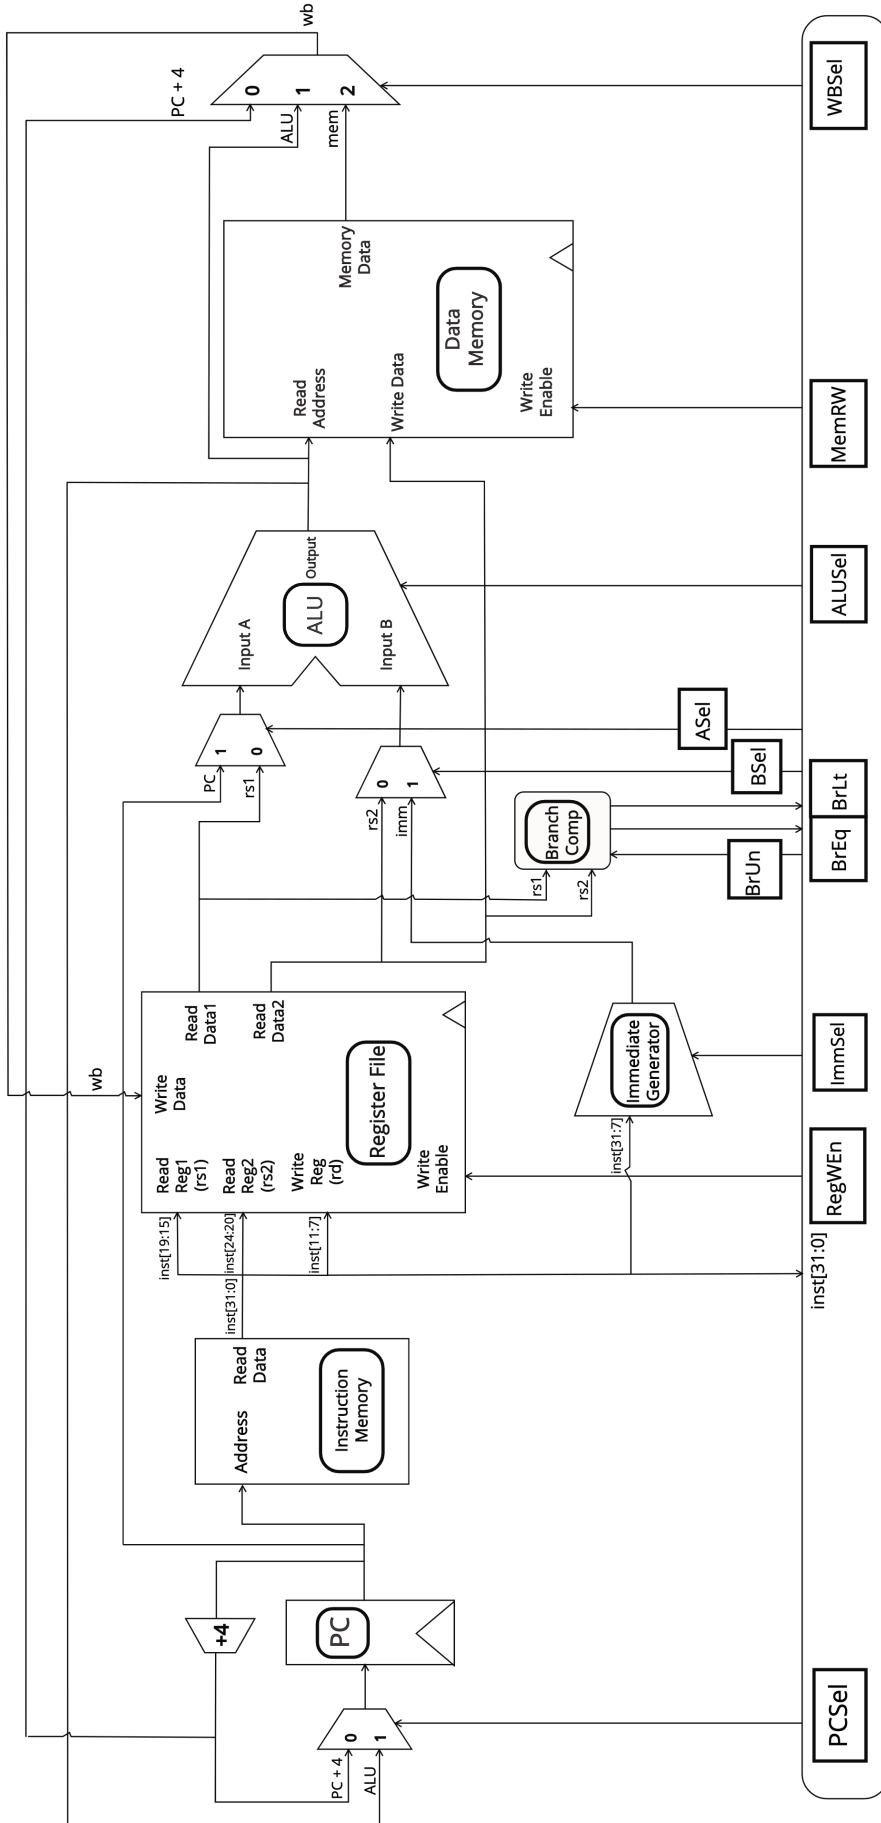 PC + 4
ALU
0
1
PCSel
PC
+4
Address
Read
Data
Instruction
Memory
inst[31:0]
inst[19:15]
inst[24:20]
inst[11:7]
inst[31:7]
inst[31:0]
Read
Reg1
(rs1)
Read
Reg2
(rs2)
Write
Reg
(rd)
Write
Enable
Write
Data
wb
Register File
Read
Data1
Read
Data2
RegWEn
Immediate
Generator
ImmSel
rs1
rs2
Branch
Comp
BrUn
BrEq
BrLt
PC
rs1
1
0
rs2
imm
0
1
BSel
ASel
Input A
Input B
ALU
Output
ALUSel
Read
Address
Write Data
Write
Enable
Data
Memory
Memory
Data
MemRW
PC + 4
ALU
mem
0
1
2
wb
WBSel